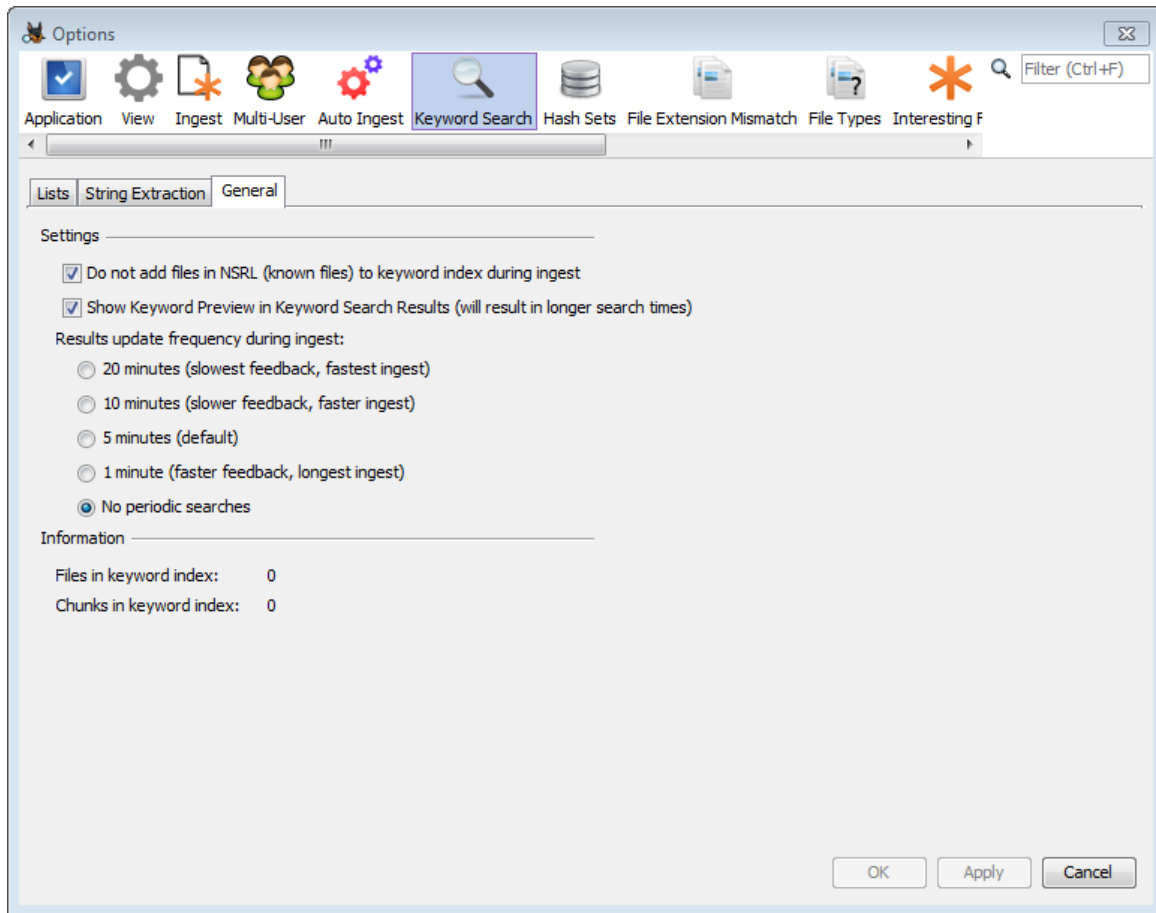 Options
Filter (Ctrl+F)
Application View Ingest Multi-User Auto Ingest Keyword Search Hash Sets File Extension Mismatch File Types Interesting F
Lists String Extraction General
Settings
Do not add files in NSRL (known files) to keyword index during ingest
Show Keyword Preview in Keyword Search Results (will result in longer search times)
Results update frequency during ingest:
20 minutes (slowest feedback, fastest ingest)
10 minutes (slower feedback, faster ingest)
5 minutes (default)
1 minute (faster feedback, longest ingest)
No periodic searches
Information
Files in keyword index: 0
Chunks in keyword index: 0
OK Apply Cancel